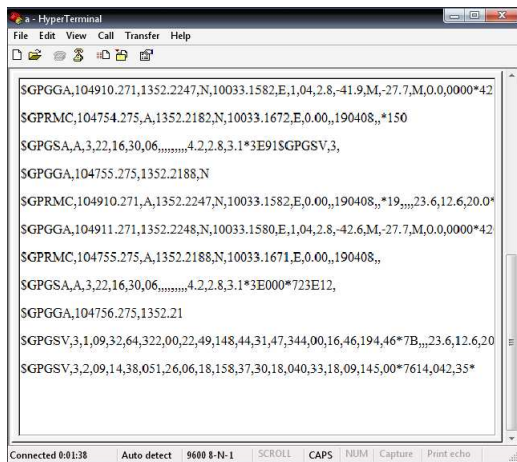 a - HyperTerminal
File Edit View Call Transfer Help
$GPGGA,104910.271,1352.2247,N,10033.1582,E,1,04,2.8,-41.9,M,-27.7,M,0.0,0000*42
$GPRMC,104754.275,A,1352.2182,N,10033.1672,E,0.00,,190408,,*150
$GPGSA,A,3,22,16,30,06,,,,,,,,,4.2,2.8,3.1*3E91$GPGSV,3,
$GPGGA,104755.275,1352.2188,N
$GPRMC,104910.271,A,1352.2247,N,10033.1582,E,0.00,,190408,,*19,,,,23.6,12.6,20.0*
$GPGGA,104911.271,1352.2248,N,10033.1580,E,1,04,2.8,-42.6,M,-27.7,M,0.0,0000*42
$GPRMC,104755.275,A,1352.2188,N,10033.1671,E,0.00,,190408,,
$GPGSA,A,3,22,16,30,06,,,,,,,,,4.2,2.8,3.1*3E000*723E12,
$GPGGA,104756.275,1352.21
$GPGSV,3,1,09,32,64,322,00,22,49,148,44,31,47,344,00,16,46,194,46*7B,,,23.6,12.6,20
$GPGSV,3,2,09,14,38,051,26,06,18,158,37,30,18,040,33,18,09,145,00*7614,042,35*
Connected 0:01:38 Auto detect 9600 8-N-1 SCROLL CAPS NUM Capture Print echo